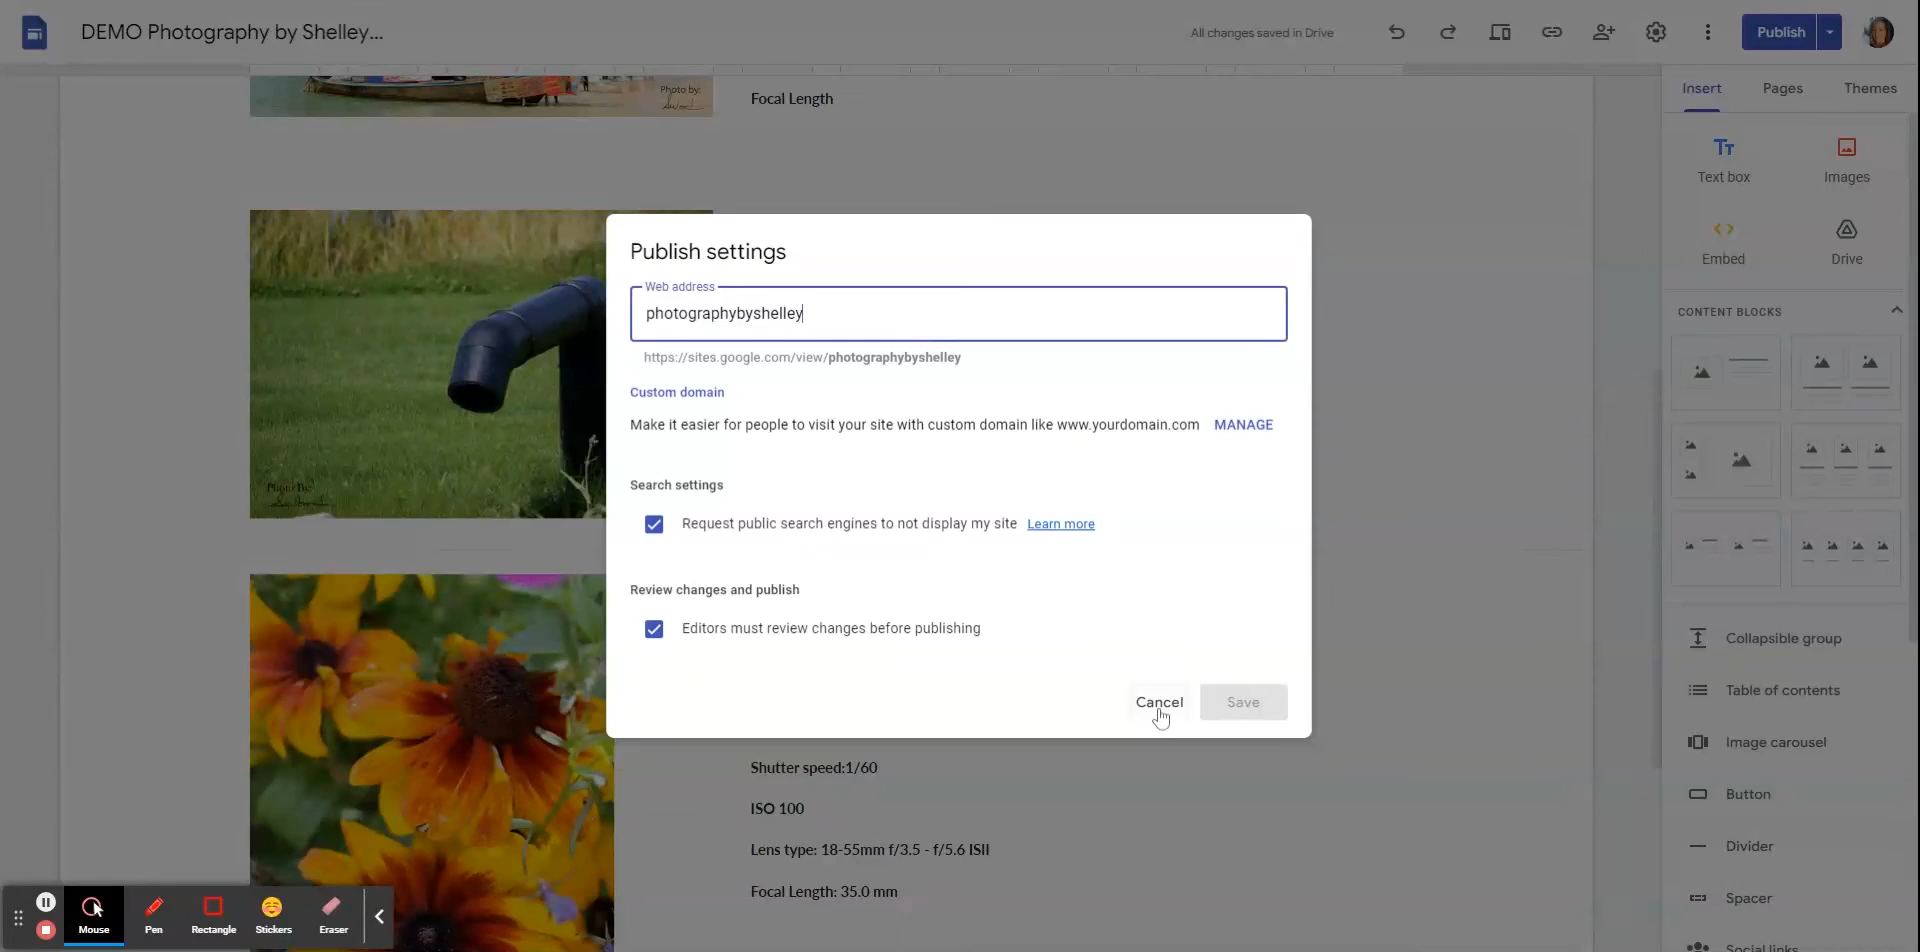 DEMO Photography by Shelley...
All changes saved in Drive
Publish
Insert
Pages
Themes
Photo by:
Focal Length
Text box
Images
Embed
Drive
CONTENT BLOCKS
Publish settings
Web address
photographybyshelley
https://sites.google.com/view/photographybyshelley
Custom domain
Make it easier for people to visit your site with custom domain like www.yourdomain.com MANAGE
Search settings
Request public search engines to not display my site Learn more
Review changes and publish
Editors must review changes before publishing
Cancel
Save
Photo By:
Collapsible group
Table of contents
Image carousel
Button
Divider
Spacer
Social links
Shutter speed:1/60
ISO 100
Lens type: 18-55mm f/3.5 - f/5.6 ISII
Focal Length: 35.0 mm
Mouse
Pen
Rectangle
Stickers
Eraser